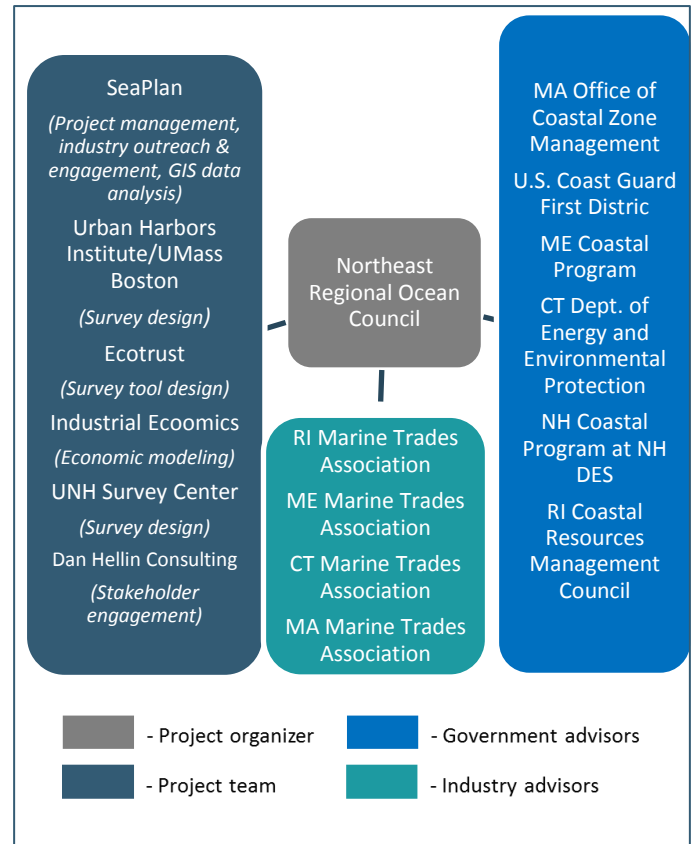 SeaPlan
(Project management,
industry outreach &
engagement, GIS data
analysis)
Urban Harbors
Institute/UMass
Boston
(Survey design)
Ecotrust
(Survey tool design)
Industrial Ecoomics
(Economic modeling)
UNH Survey Center
(Survey design)
Dan Hellin Consulting
(Stakeholder
engagement)
Northeast
Regional Ocean
Council
RI Marine Trades
Association
ME Marine Trades
Association
CT Marine Trades
Association
MA Marine Trades
Association
MA Office of
Coastal Zone
Management
U.S. Coast Guard
First Distric
ME Coastal
Program
CT Dept. of
Energy and
Environmental
Protection
NH Coastal
Program at NH
DES
RI Coastal
Resources
Management
Council
- Project organizer
- Government advisors
- Project team
- Industry advisors